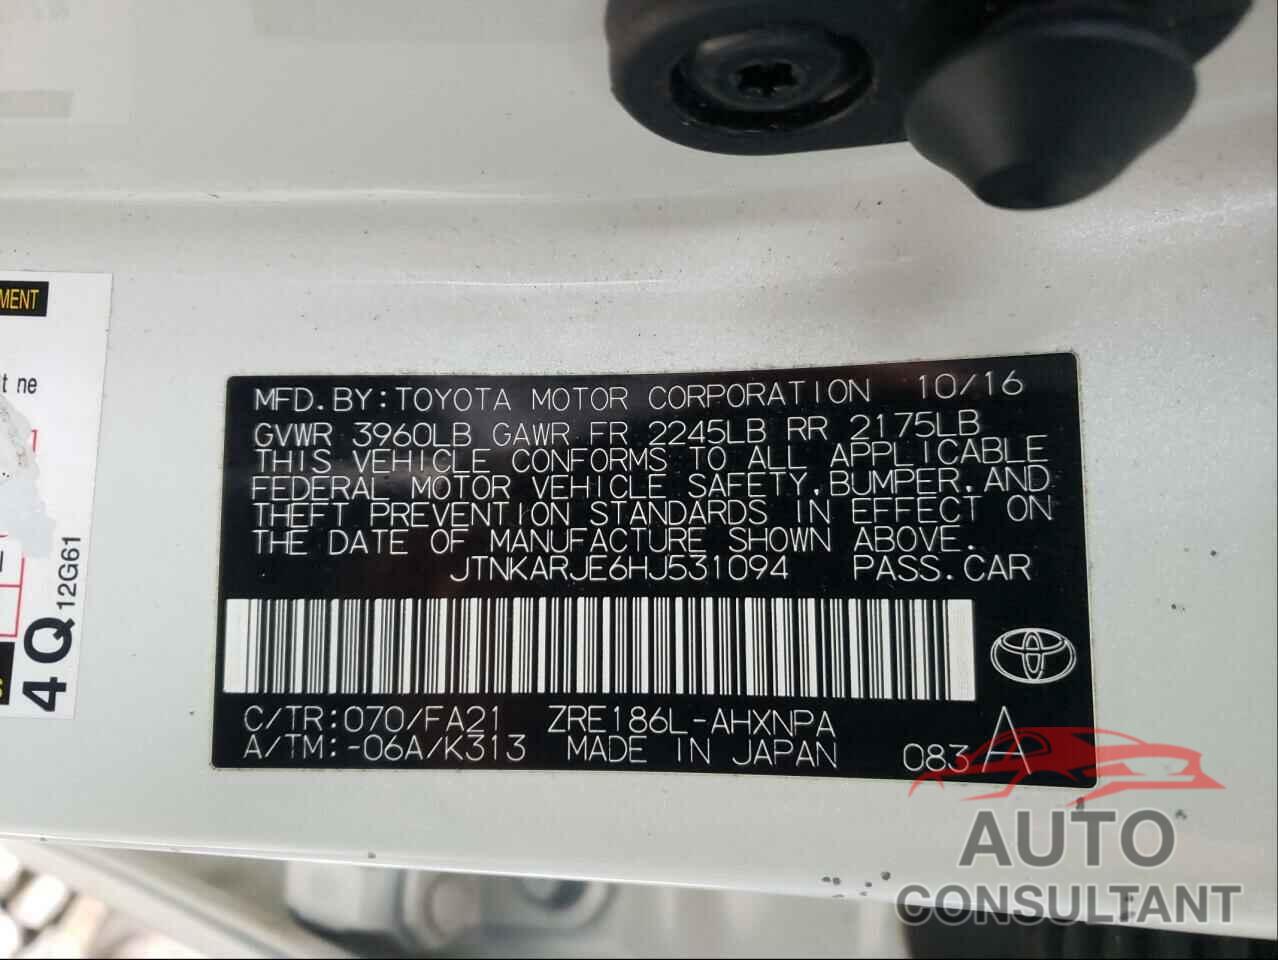 MENT
t ne
4Q
12G61
MFD.BY:TOYOTA MOTOR CORPORATION 10/16
GVWR 3960LB GAWR FR 2245LB RR 2175LB
THIS VEHICLE CONFORMS TO ALL APPLICABLE
FEDERAL MOTOR VEHICLE SAFETY,BUMPER,AND
THEFT PREVENTION STANDARDS IN EFFECT ON
THE DATE OF MANUFACTURE SHOWN ABOVE.
JTNKARJE6HJ531094 PASS.CAR
C/TR:070/FA21 ZRE186L-AHXNPA
A/TM:-06A/K313 MADE IN JAPAN 083 A
AUTO
CONSULTANT